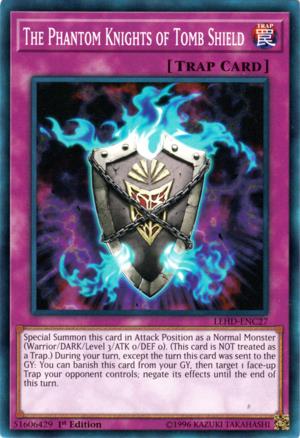 THE PHANTOM KNIGHTS OF TOMB SHIELD
TRAP
罠
[TRAP CARD]
LEHD-ENC27
Special Summon this card in Attack Position as a Normal Monster
(Warrior/DARK/Level 3/ATK 0/DEF 0). (This card is NOT treated as
a Trap.) During your turn, except the turn this card was sent to the
GY: You can banish this card from your GY, then target 1 face-up
Trap your opponent controls; negate its effects until the end of
this turn.
51606429
1st Edition
©1996 KAZUKI TAKAHASHI